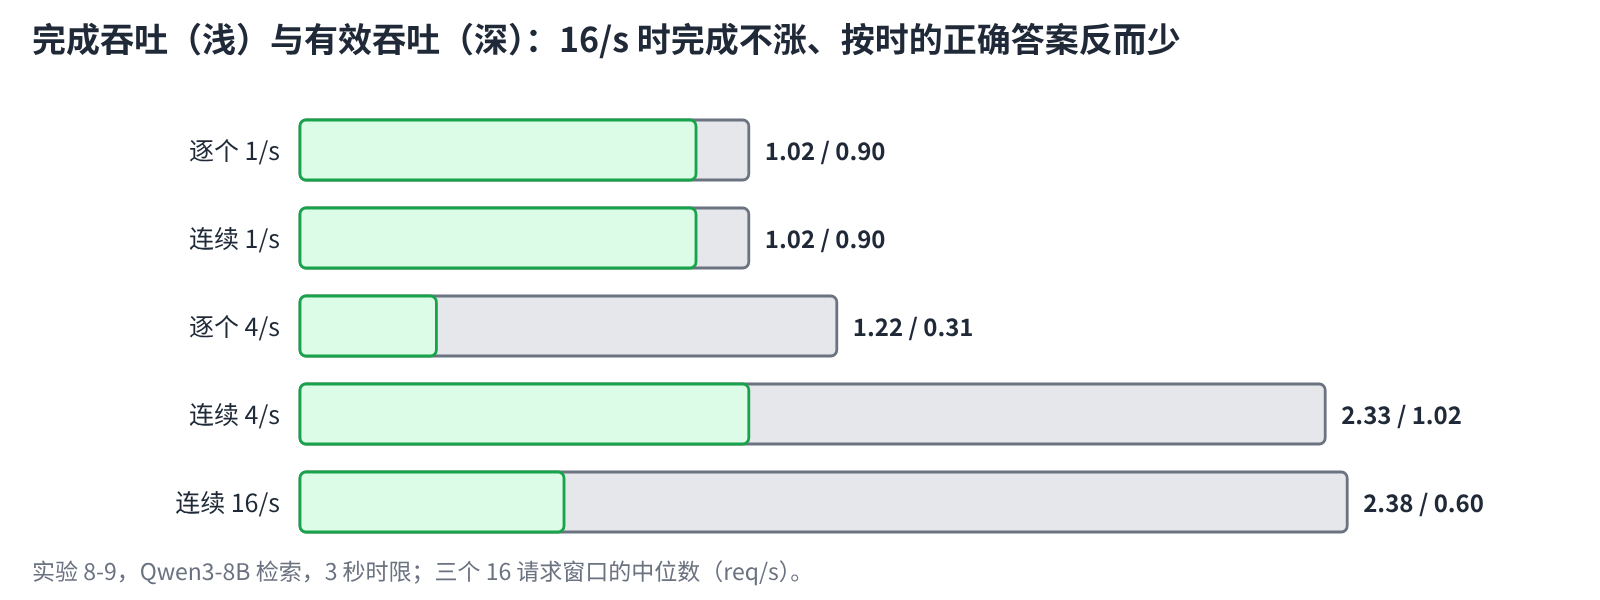 完成吞吐（浅）与有效吞吐（深）：16/s 时完成不涨、按时的正确答案反而少
逐个 1/s 1.02 / 0.90
连续 1/s 1.02 / 0.90
逐个 4/s 1.22 / 0.31
连续 4/s 2.33 / 1.02
连续 16/s 2.38 / 0.60
实验 8-9，Qwen3-8B 检索，3 秒时限；三个 16 请求窗口的中位数（req/s）。